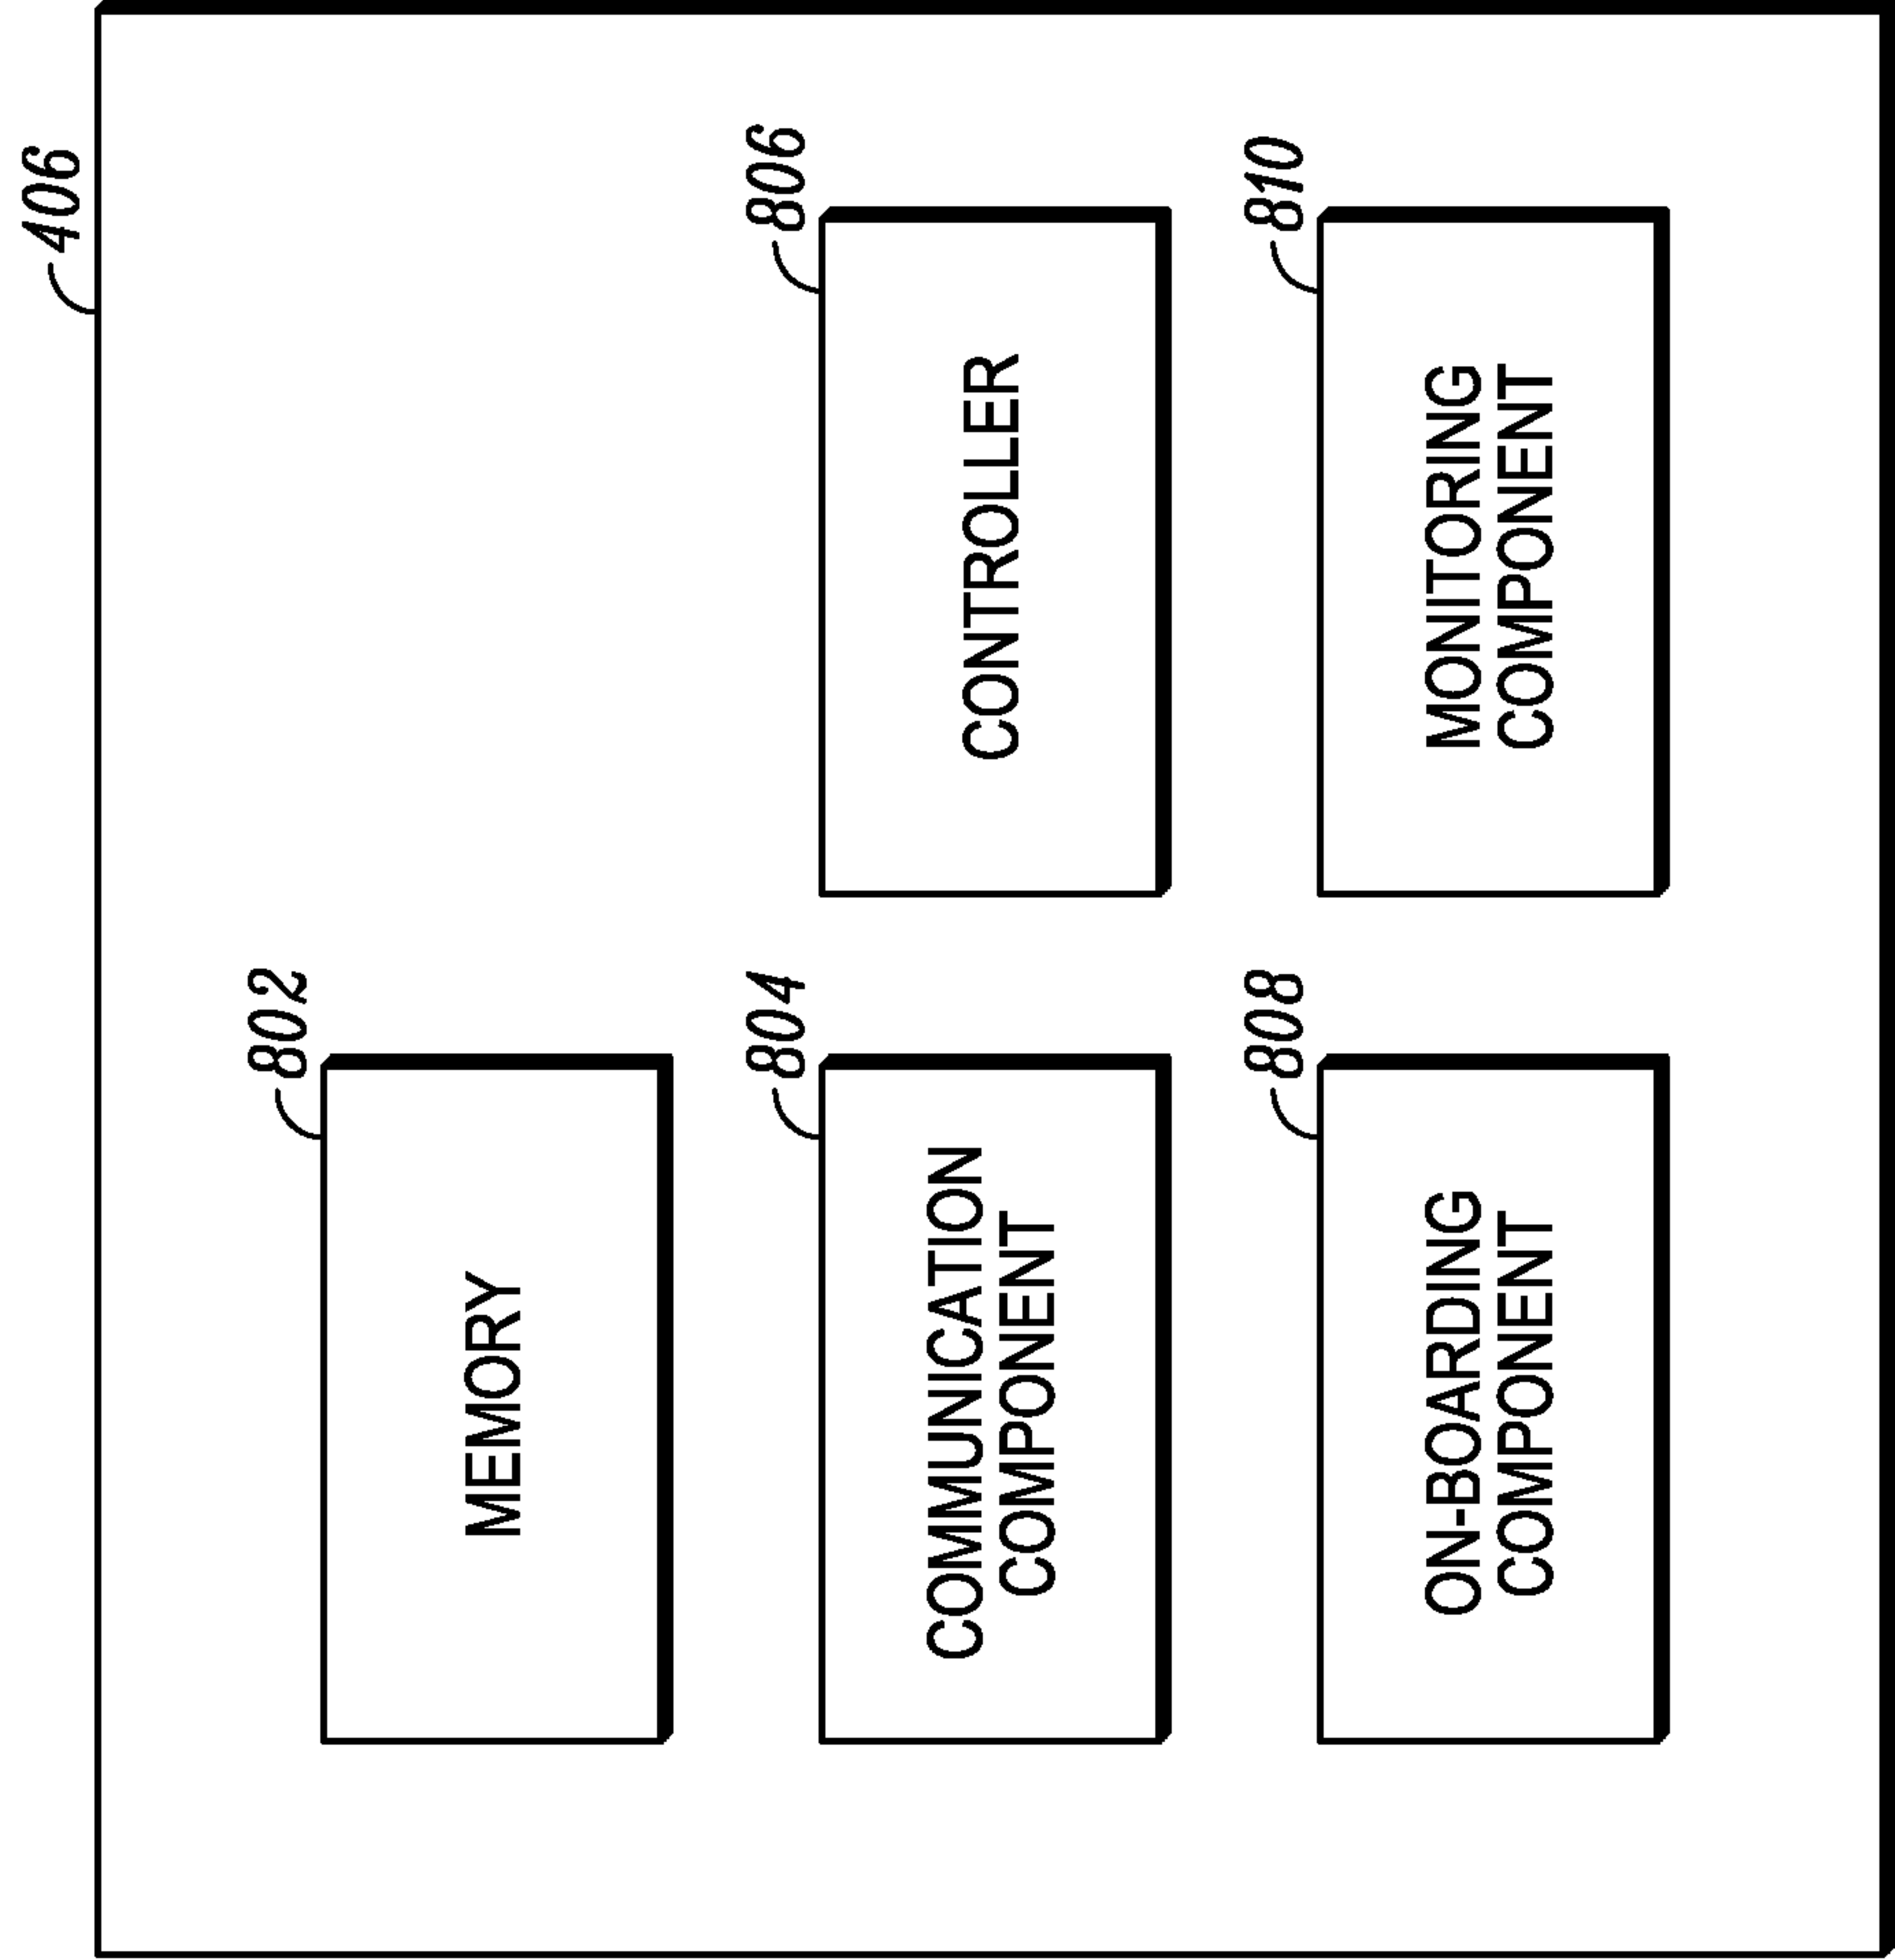 406
802
MEMORY
804
COMMUNICATION
COMPONENT
806
CONTROLLER
808
ON-BOARDING
COMPONENT
810
MONITORING
COMPONENT